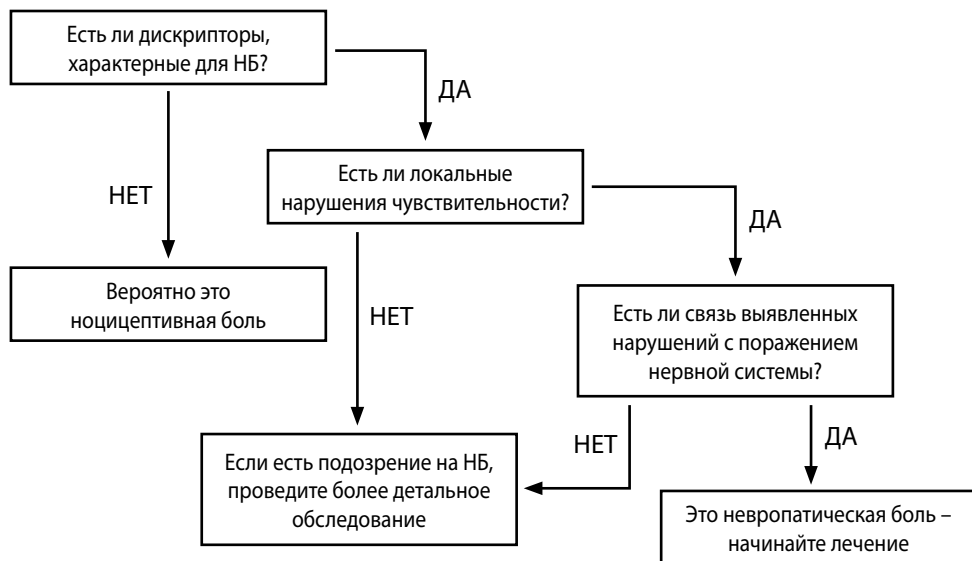 Есть ли дискрипторы,
характерные для НБ?
ДА
Есть ли локальные
нарушения чувствительности?
НЕТ
ДА
Вероятно это
ноцицептивная боль
НЕТ
Есть ли связь выявленных
нарушений с поражением
нервной системы?
НЕТ
ДА
Если есть подозрение на НБ,
проведите более детальное
обследование
Это невропатическая боль –
начинайте лечение